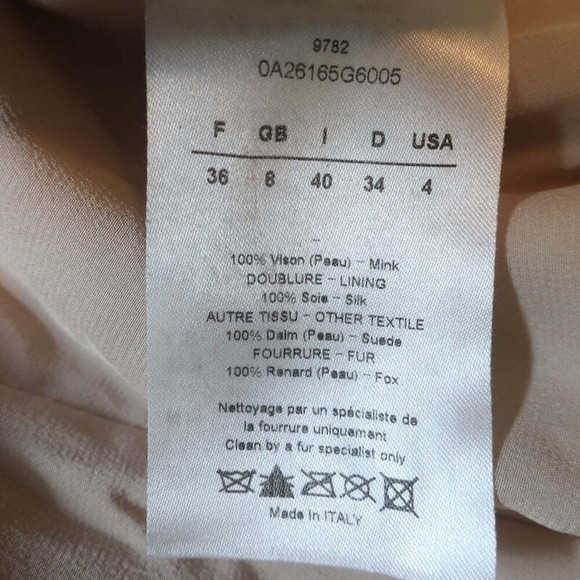 9782
0A26165G6005
F GB I D USA
36 8 40 34 4
–
100% Vison (Peau) – Mink
DOUBLURE – LINING
100% Soie – Silk
AUTRE TISSU – OTHER TEXTILE
100% Daim (Peau) – Suede
FOURRURE – FUR
100% Renard (Peau) – Fox
Nettoyage par un spécialiste de
la fourrure uniquement
Clean by a fur specialist only
Made in ITALY